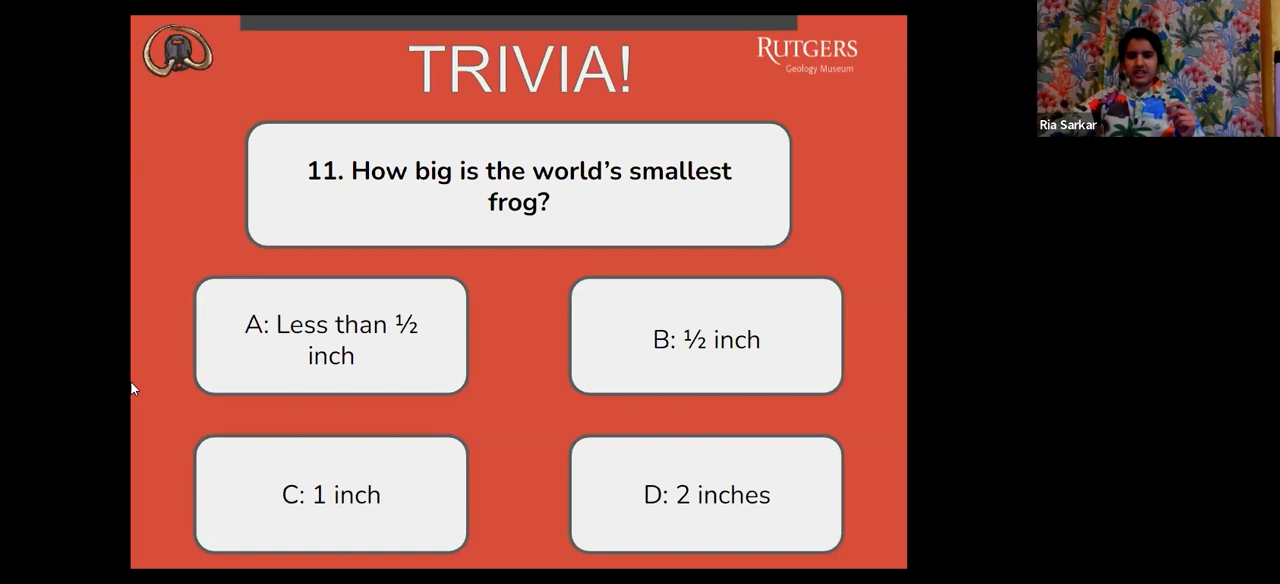 TRIVIA!
RUTGERS
Geology Museum
11. How big is the world’s smallest
frog?
A: Less than ½
inch
B: ½ inch
C: 1 inch
D: 2 inches
Ria Sarkar